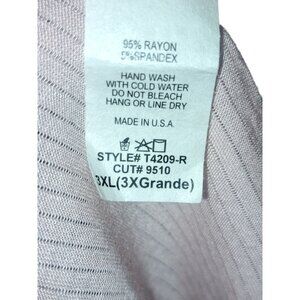 95% RAYON
5%SPANDEX
HAND WASH
WITH COLD WATER
DO NOT BLEACH
HANG OR LINE DRY
MADE IN U.S.A.
STYLE# T4209-R
CUT# 9510
3XL(3XGrande)